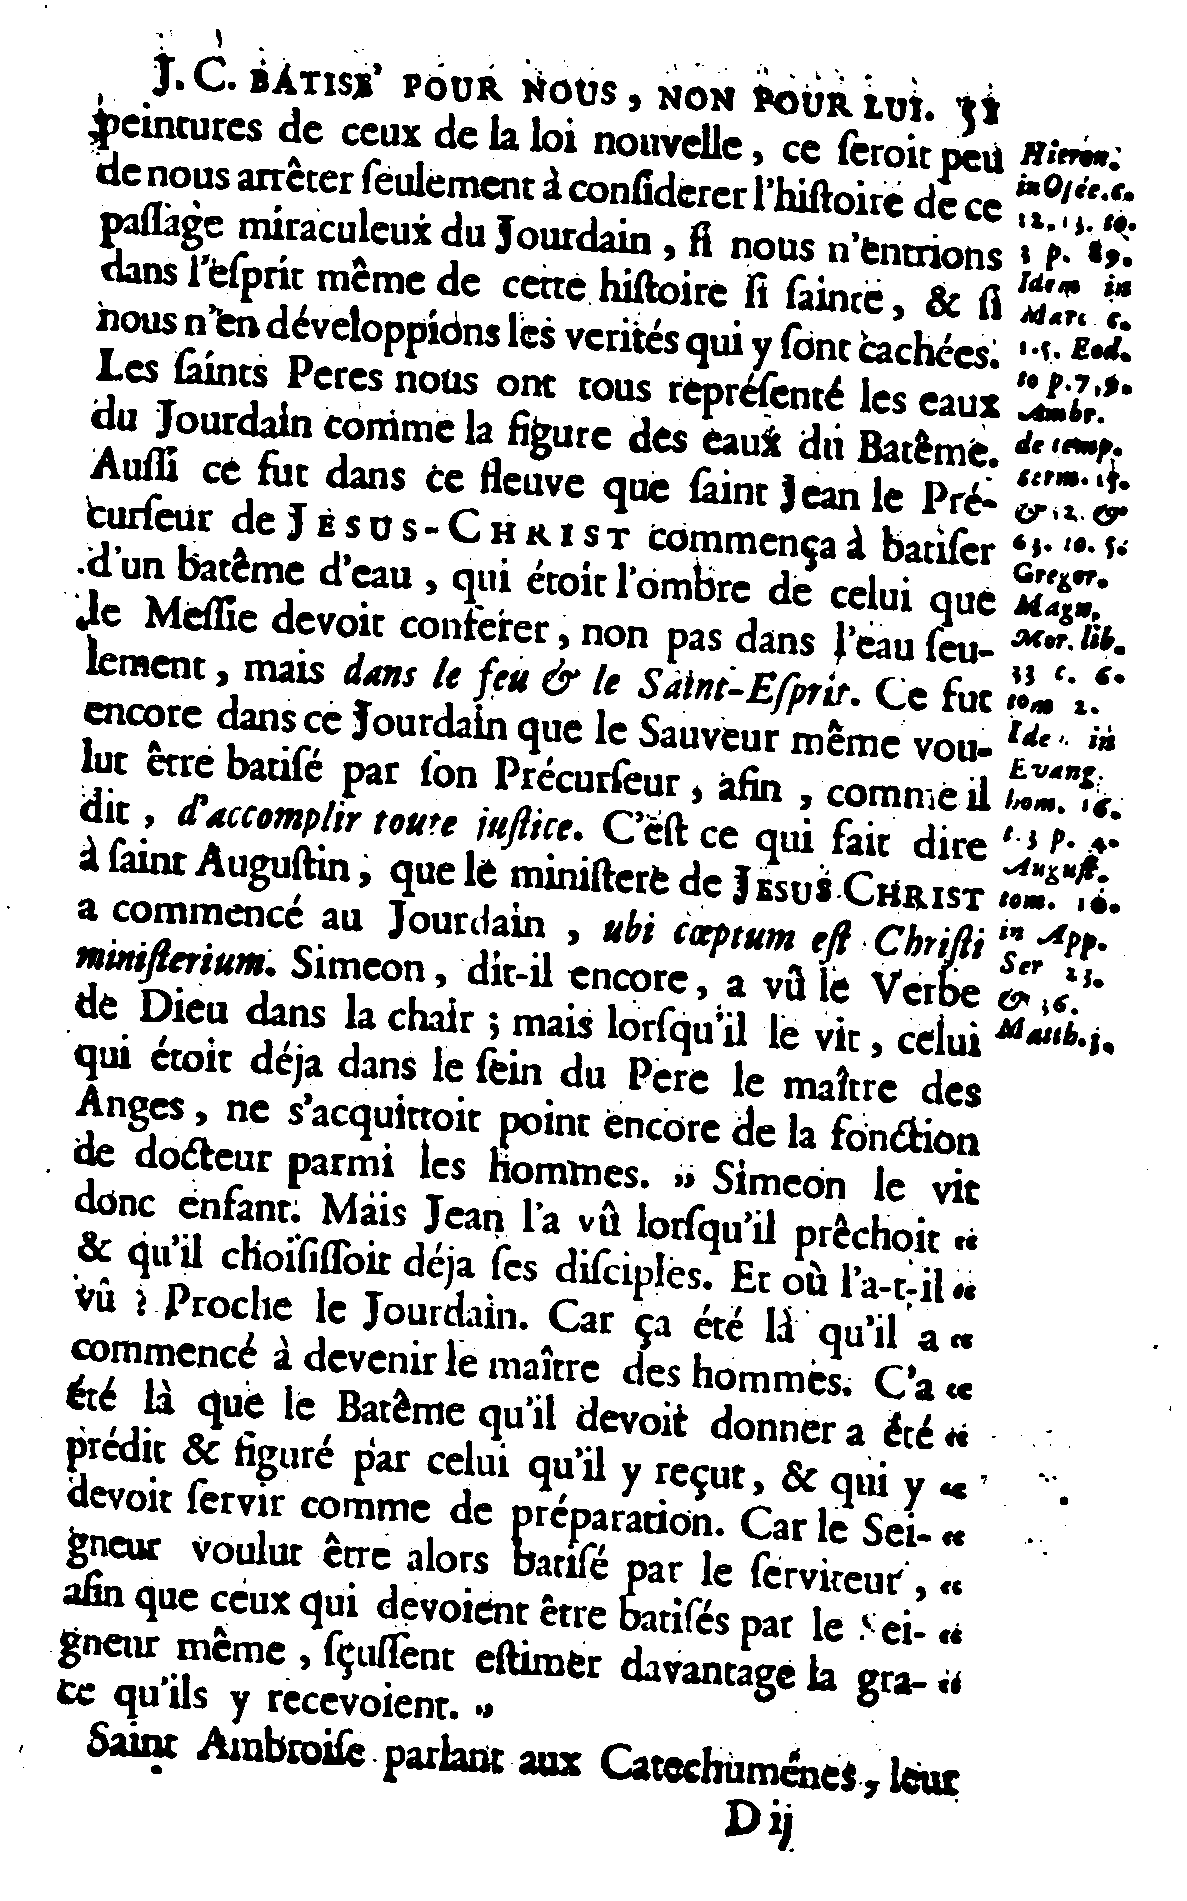 J. C. BATISE' POUR NOUS, NON POUR LUI. 51
peintures de ceux de la loi nouvelle, ce ſeroit peu
de nous arrêter ſeulement à conſiderer l'hiſtoire de ce
paſſage miraculeux du Jourdain, ſi nous n'entrions
dans l'eſprit même de cette hiſtoire ſi ſainte, & ſi
nous n'en développions les verités qui y ſont cachées.
Les ſaints Peres nous ont tous repréſenté les eaux
du Jourdain comme la figure des eaux du Batême.
Auſſi ce fut dans ce fleuve que ſaint Jean le Pré-
curſeur de JESUS-CHRIST commença à batiſer
d'un batême d'eau, qui étoit l'ombre de celui que
le Meſſie devoit conferer, non pas dans l'eau ſeu-
lement, mais dans le feu & le Saint-Eſprit. Ce fut
encore dans ce Jourdain que le Sauveur même vou-
lut être batiſé par ſon Précurſeur, afin, comme il
dit, d'accomplir toute juſtice. C'eſt ce qui fait dire
à ſaint Auguſtin, que le miniſtere de JESUS-CHRIST
a commencé au Jourdain, ubi cœptum eſt Chriſti
miniſterium. Simeon, dit-il encore, a vû le Verbe
de Dieu dans la chair; mais lorſqu'il le vit, celui
qui étoit déja dans le ſein du Pere le maître des
Anges, ne s'acquittoit point encore de la fonction
de docteur parmi les hommes. » Simeon le vit
donc enfant. Mais Jean l'a vû lorſqu'il prêchoit «
& qu'il choiſiſſoit déja ſes diſciples. Et où l'a-t-il «
vû ? Proche le Jourdain. Car ça été là qu'il a «
commencé à devenir le maître des hommes. C'a «
été là que le Batême qu'il devoit donner a été «
prédit & figuré par celui qu'il y reçut, & qui y «
devoit ſervir comme de préparation. Car le Sei- «
gneur voulut être alors batiſé par le ſerviteur, «
afin que ceux qui devoient être batiſés par le Sei- «
gneur même, ſçuſſent eſtimer davantage la gra- «
ce qu'ils y recevoient. »
Saint Ambroiſe parlant aux Catechumênes, leur
D ij
Hieron.
in Oſée. c.
12. 13. to.
3 p. 89.
Idem in
Marc c.
1. 5. Eod.
to p. 7, 9.
Ambr.
de temp.
ſerm. 15.
& 12. &
63. to. 5.
Gregor.
Magn.
Mor. lib.
33 c. 6.
tom 2.
Ide in
Evang.
hom. 16.
t. 3 p. 4.
Auguſt.
tom. 10.
in App.
Ser 23.
& 36.
Matth. 3.